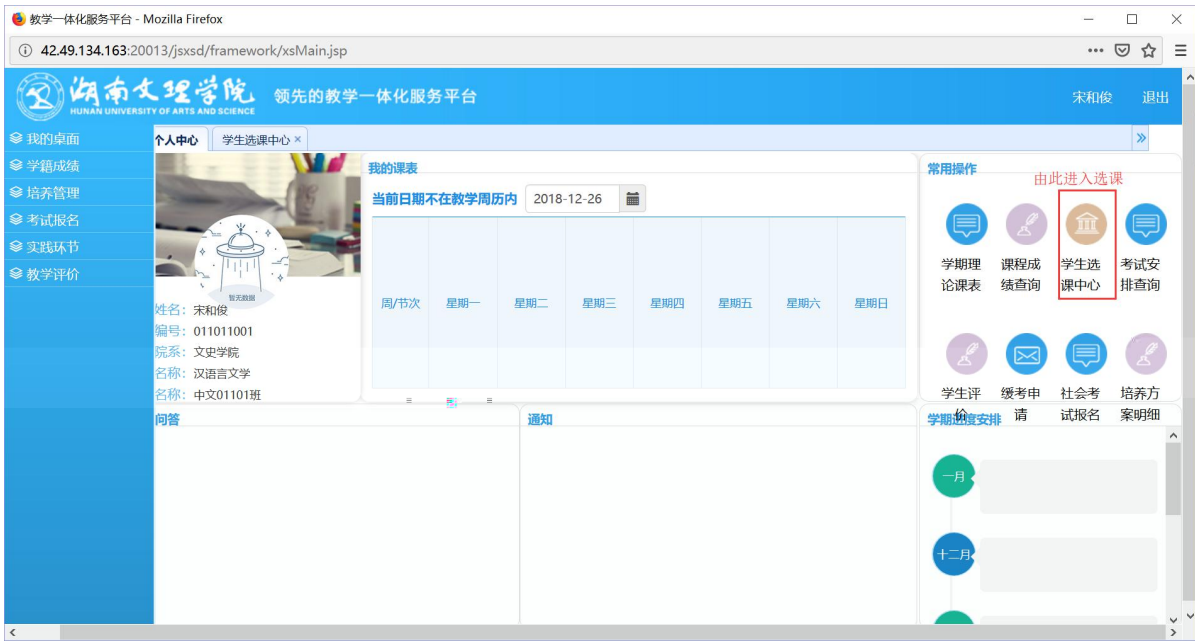 教学一体化服务平台 - Mozilla Firefox
42.49.134.163:20013/jsxsd/framework/xsMain.jsp
湖南文理学院
HUNAN UNIVERSITY OF ARTS AND SCIENCE
领先的教学一体化服务平台
宋和俊 退出
我的桌面
学籍成绩
培养管理
考试报名
实践环节
教学评价
个人中心 学生选课中心 ×
暂无数据
姓名: 宋和俊
编号: 011011001
院系: 文史学院
名称: 汉语言文学
名称: 中文01101班
我的课表
当前日期不在教学周历内 2018-12-26
周/节次 星期一 星期二 星期三 星期四 星期五 星期六 星期日
常用操作
由此进入选课
学期理论课表
课程成绩查询
学生选课中心
考试安排查询
学生评价
缓考申请
社会考试报名
培养方案明细
问答
通知
学期进度安排
一月
十二月